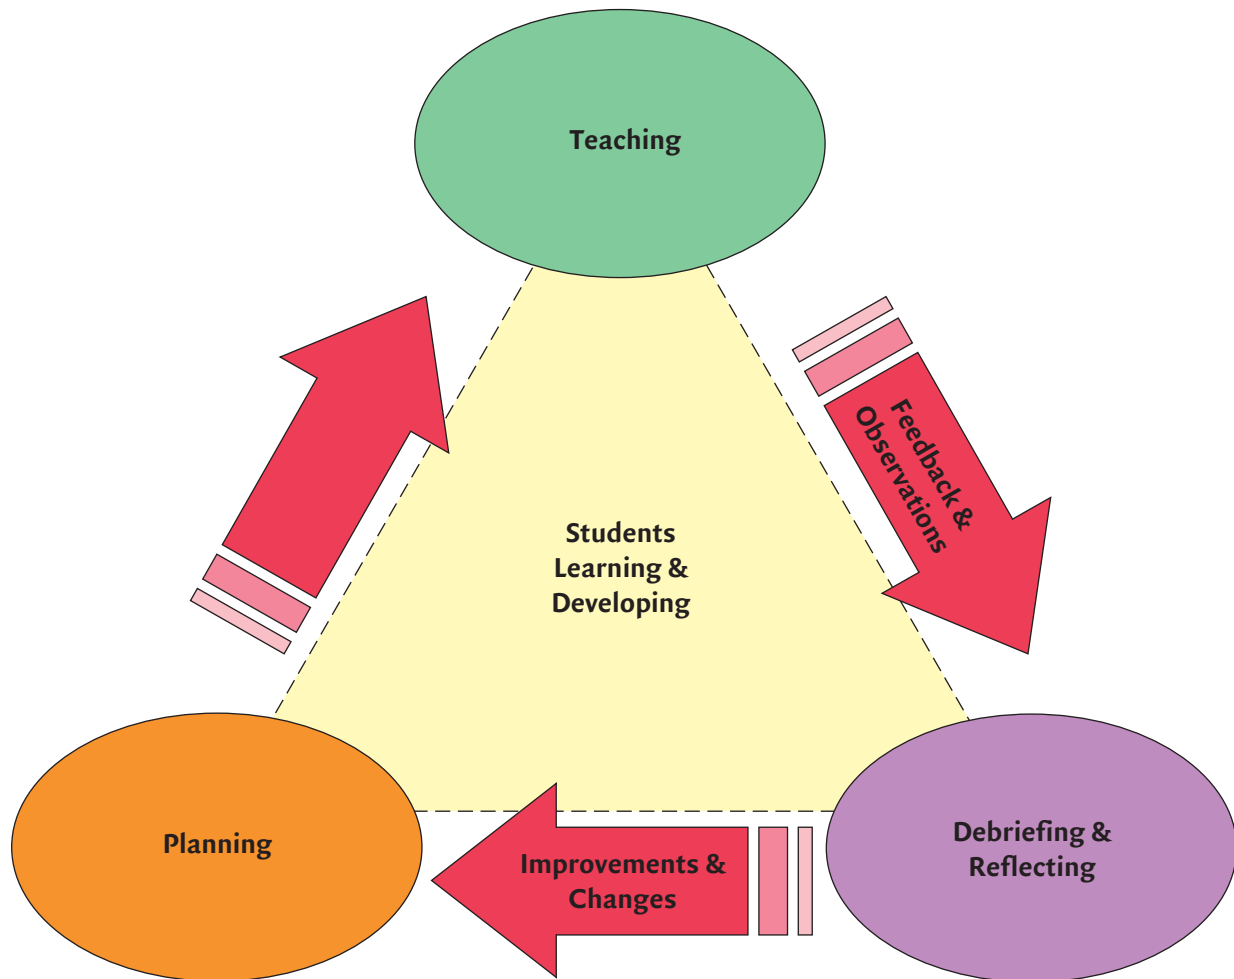 Teaching
Feedback &
Observations
Students
Learning &
Developing
Planning
Improvements &
Changes
Debriefing &
Reflecting